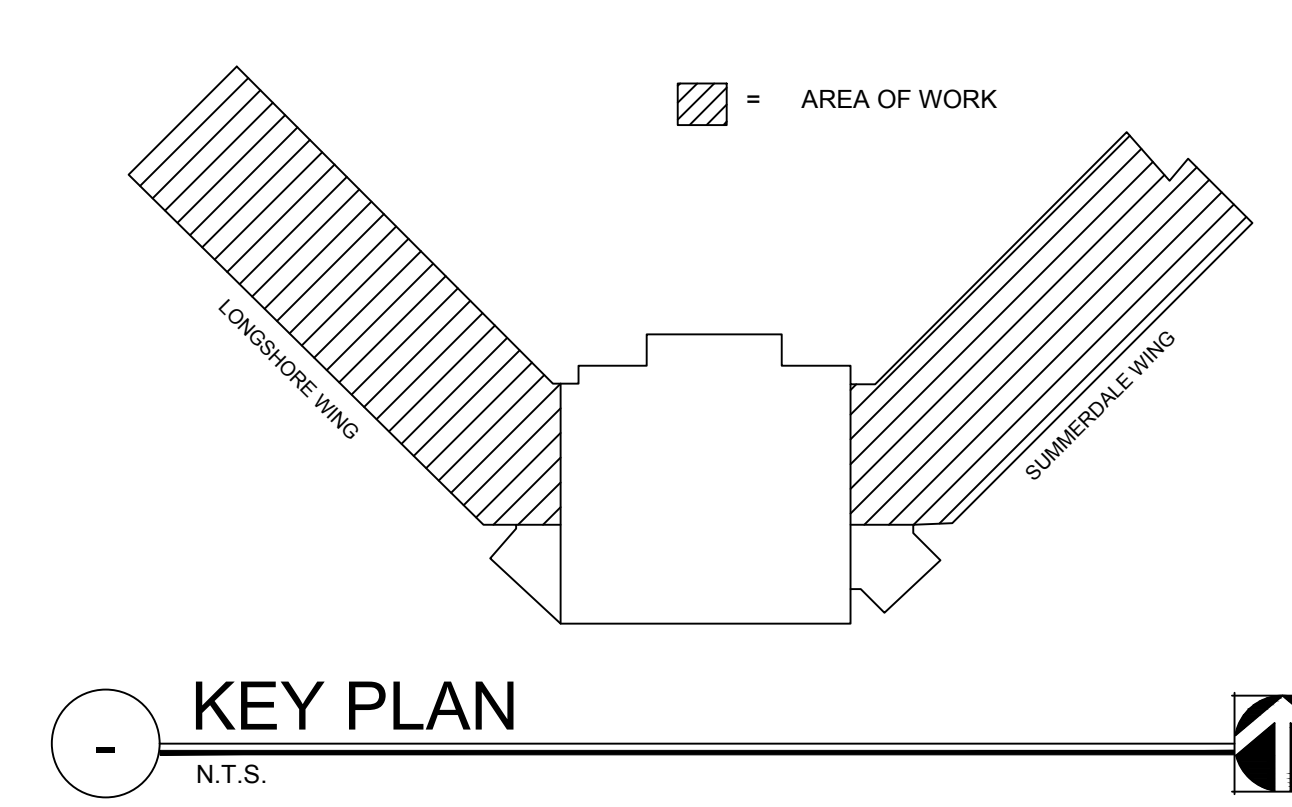 = AREA OF WORK
LONGSHORE WING
SUMMERDALE WING
-
KEY PLAN
N.T.S.